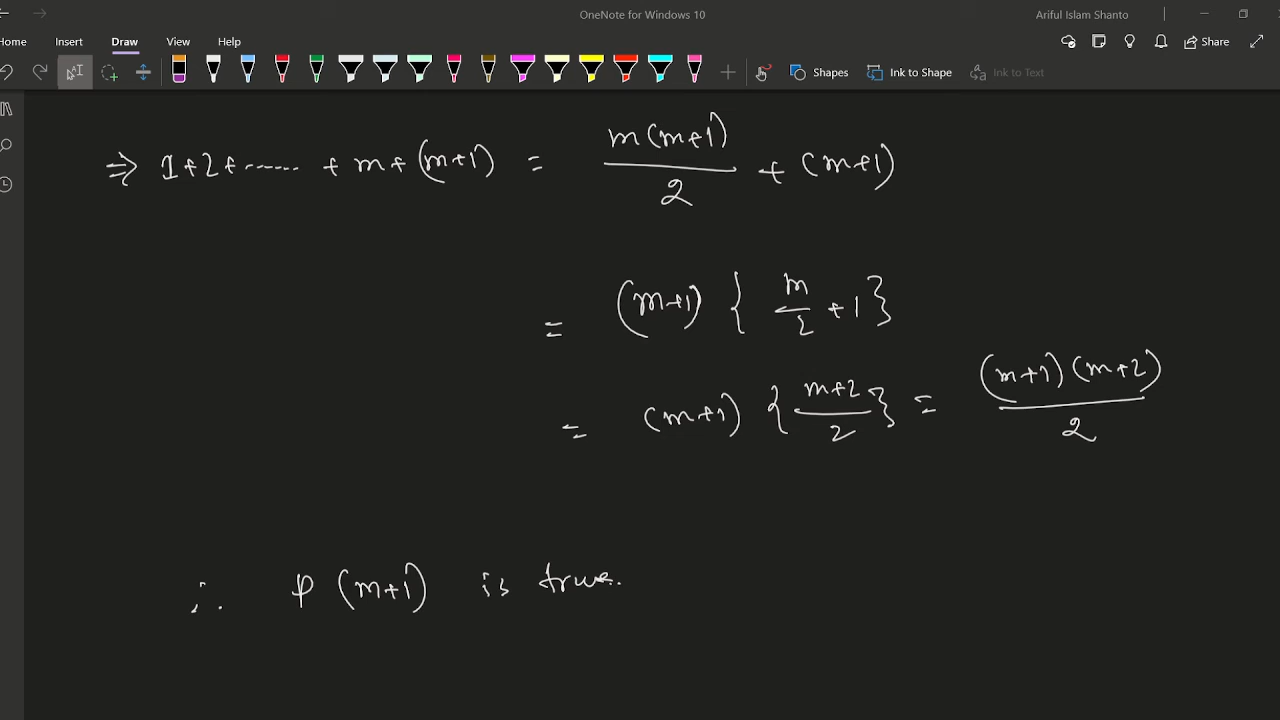 OneNote for Windows 10
Ariful Islam Shanto
Home Insert Draw View Help
Share
Shapes Ink to Shape Ink to Text
⇒ 1+2+ ...... + m+(m+1) = m(m+1)/2 + (m+1)
= (m+1) { m/2 +1}
= (m+1) {m+2/2} = (m+1)(m+2)/2
∴ P (m+1) is true.